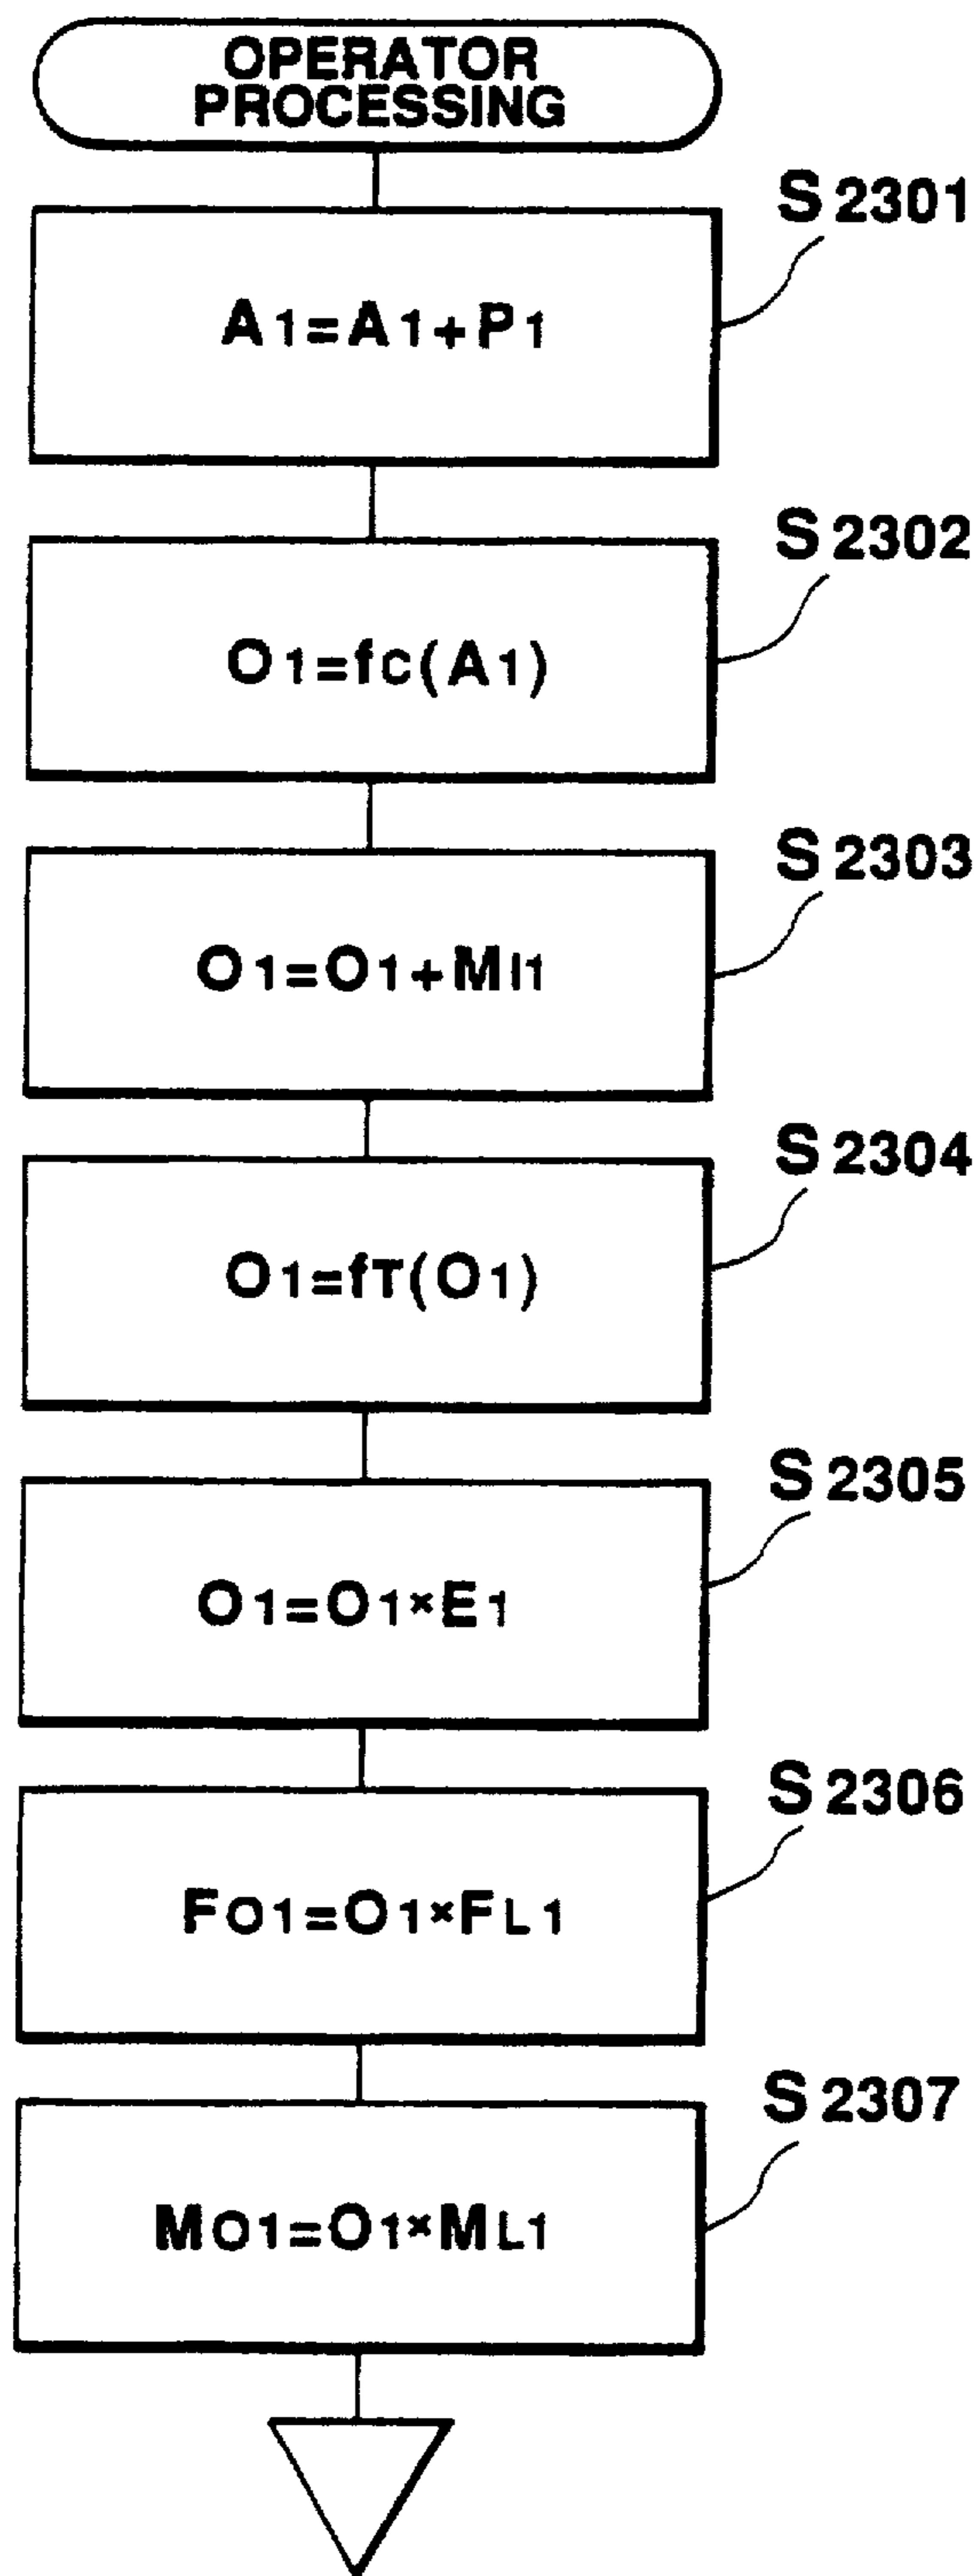 OPERATOR
PROCESSING
S2301
A1=A1+P1
S2302
O1=fc(A1)
S2303
O1=O1+MI1
S2304
O1=fT(O1)
S2305
O1=O1×E1
S2306
FO1=O1×FL1
S2307
MO1=O1×ML1